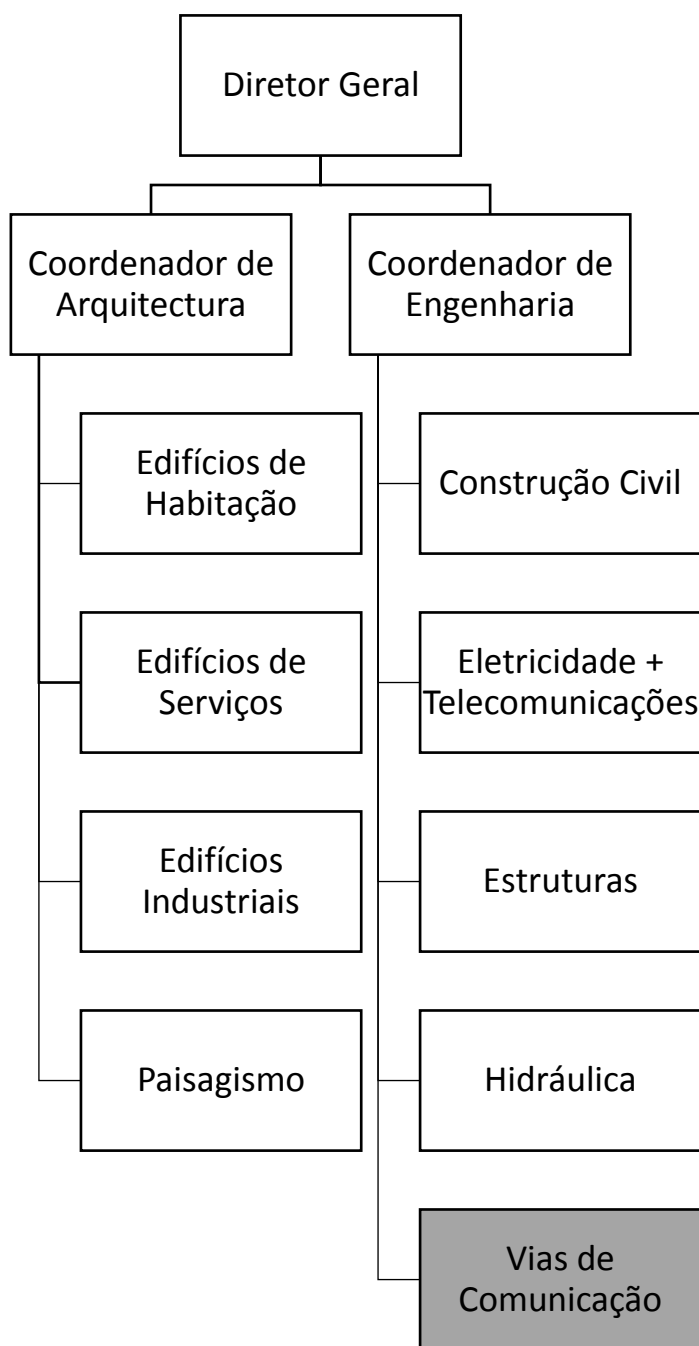 Diretor Geral
Coordenador de
Arquitectura
Coordenador de
Engenharia
Edifícios de
Habitação
Construção Civil
Edifícios de
Serviços
Eletricidade +
Telecomunicações
Edifícios
Industriais
Estruturas
Paisagismo
Hidráulica
Vias de
Comunicação